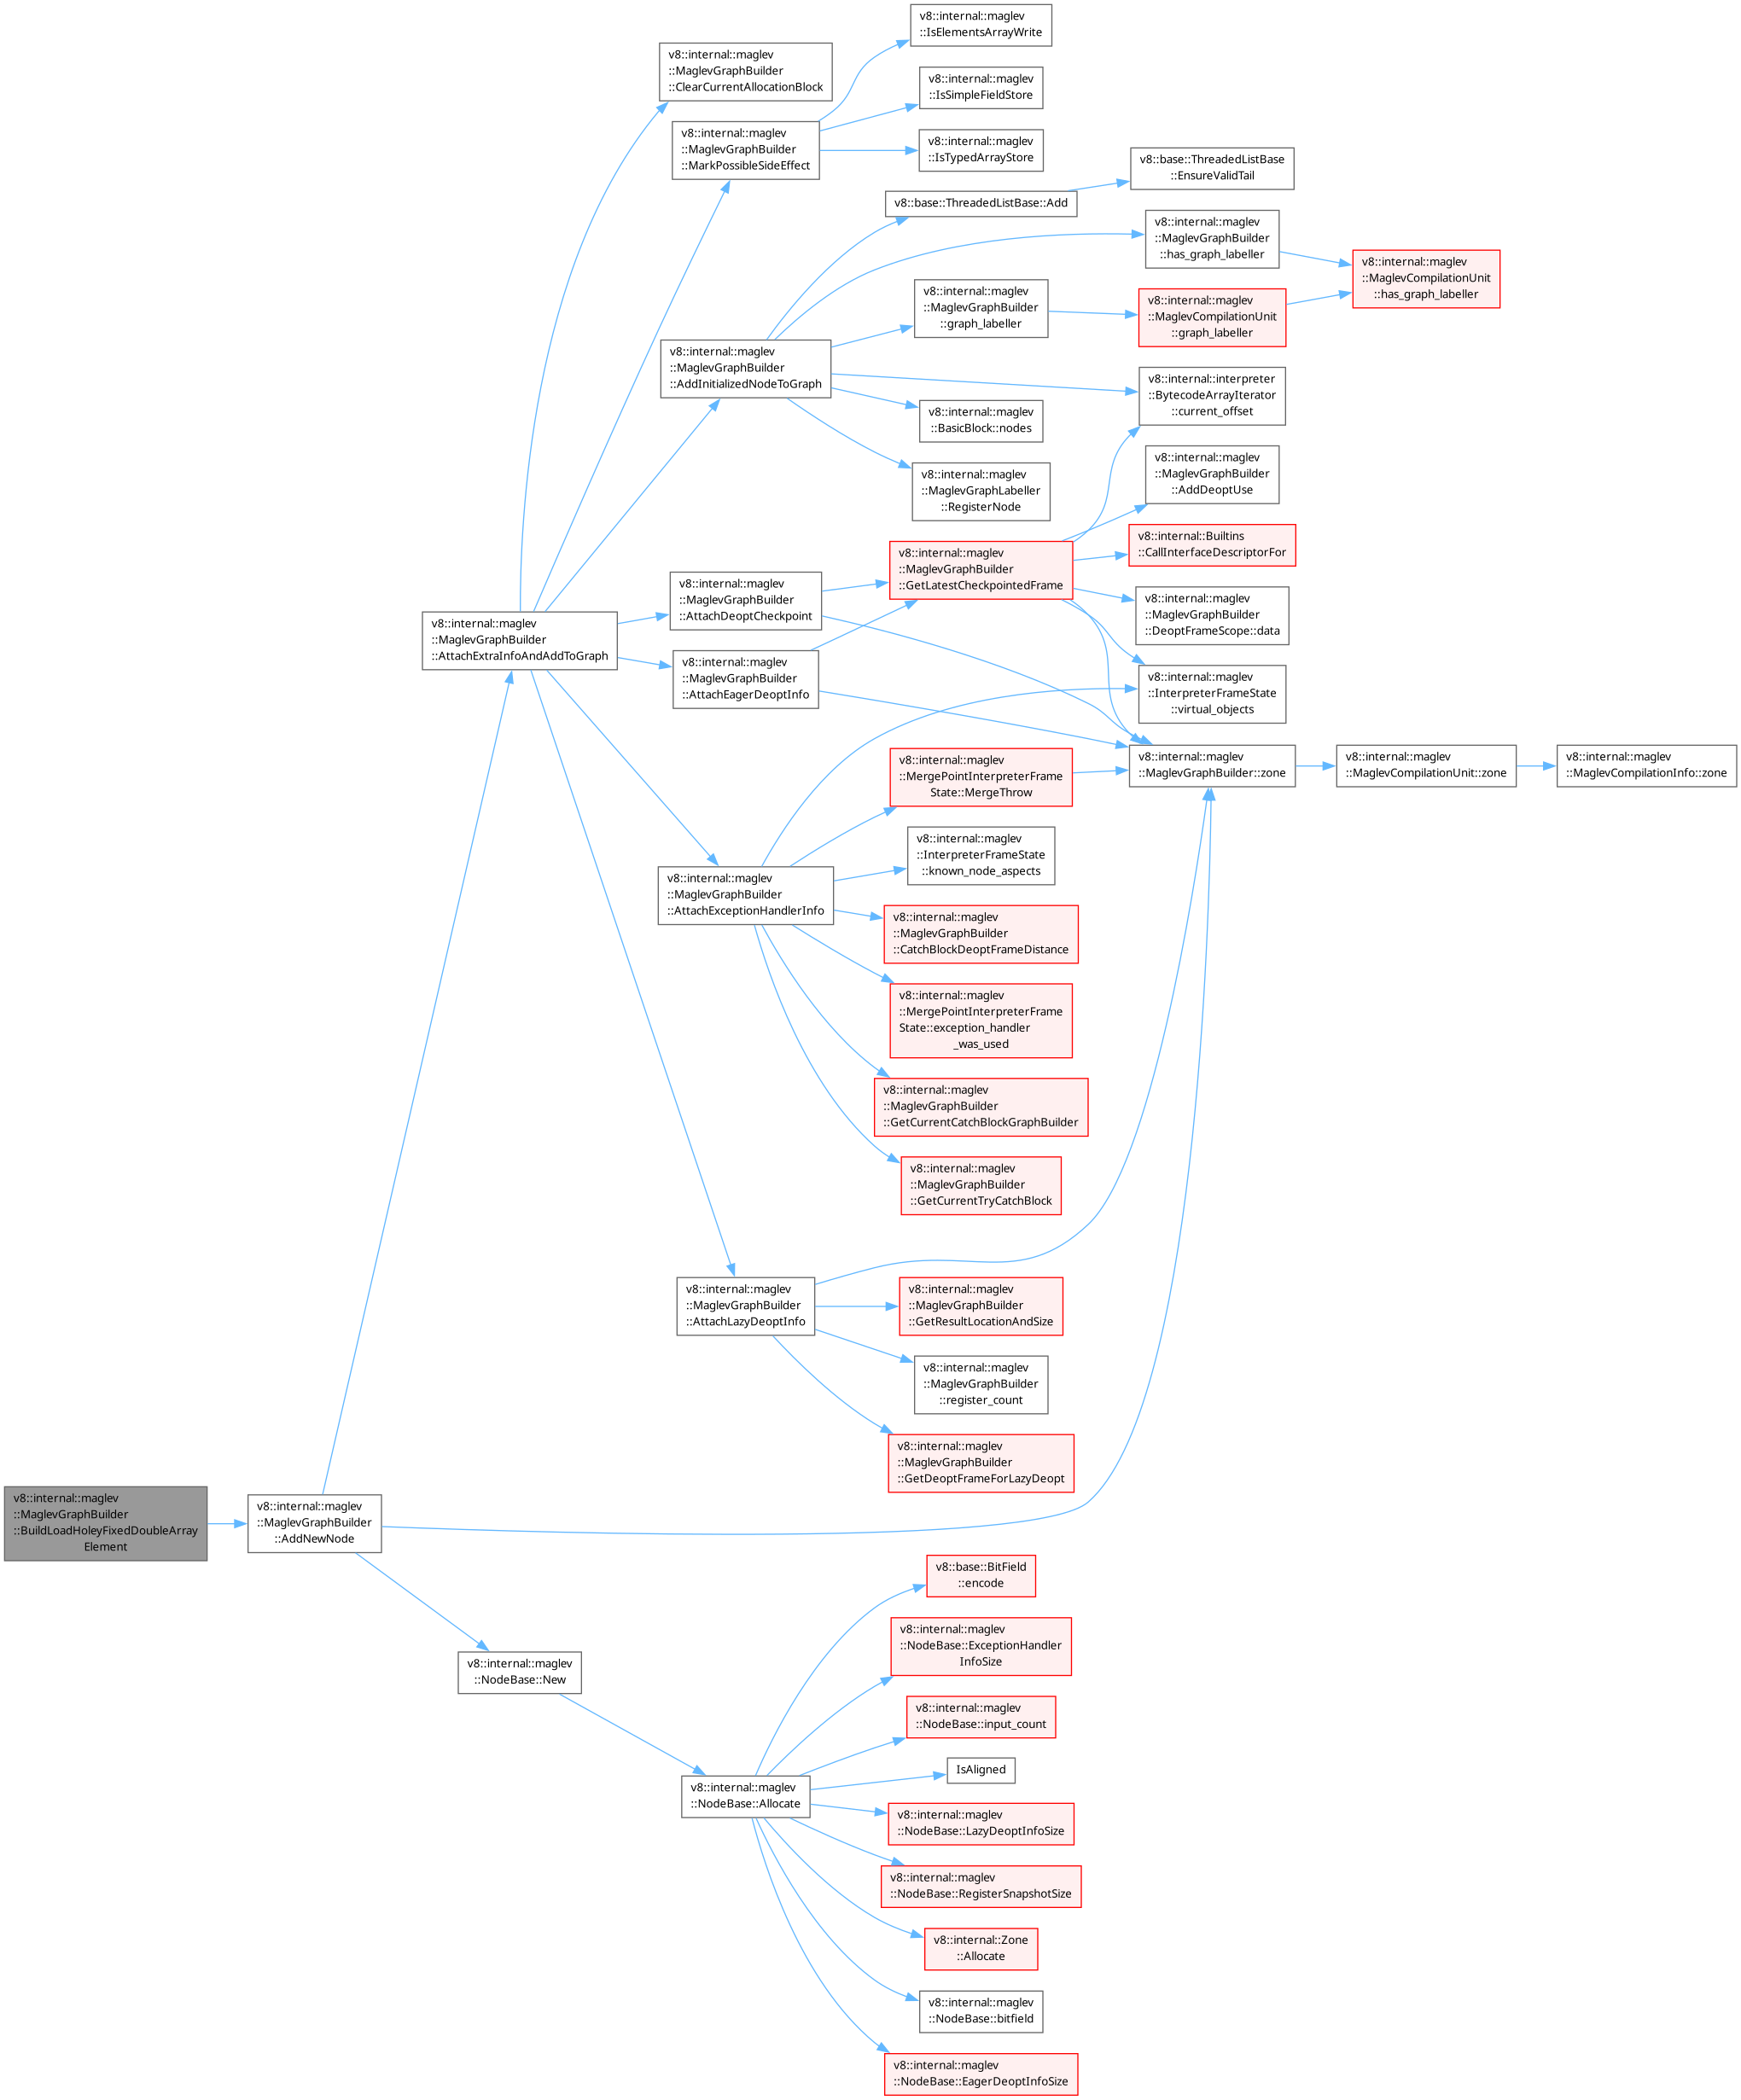 v8::internal::maglev
::IsElementsArrayWrite
v8::internal::maglev
::MaglevGraphBuilder
::ClearCurrentAllocationBlock
v8::internal::maglev
::IsSimpleFieldStore
v8::internal::maglev
::MaglevGraphBuilder
::MarkPossibleSideEffect
v8::internal::maglev
::IsTypedArrayStore
v8::base::ThreadedListBase
::EnsureValidTail
v8::base::ThreadedListBase::Add
v8::internal::maglev
::MaglevGraphBuilder
::has_graph_labeller
v8::internal::maglev
::MaglevCompilationUnit
::has_graph_labeller
v8::internal::maglev
::MaglevGraphBuilder
::graph_labeller
v8::internal::maglev
::MaglevCompilationUnit
::graph_labeller
v8::internal::maglev
::MaglevGraphBuilder
::AddInitializedNodeToGraph
v8::internal::interpreter
::BytecodeArrayIterator
::current_offset
v8::internal::maglev
::BasicBlock::nodes
v8::internal::maglev
::MaglevGraphBuilder
::AddDeoptUse
v8::internal::maglev
::MaglevGraphLabeller
::RegisterNode
v8::internal::Builtins
::CallInterfaceDescriptorFor
v8::internal::maglev
::MaglevGraphBuilder
::GetLatestCheckpointedFrame
v8::internal::maglev
::MaglevGraphBuilder
::AttachDeoptCheckpoint
v8::internal::maglev
::MaglevGraphBuilder
::DeoptFrameScope::data
v8::internal::maglev
::MaglevGraphBuilder
::AttachExtraInfoAndAddToGraph
v8::internal::maglev
::MaglevGraphBuilder
::AttachEagerDeoptInfo
v8::internal::maglev
::InterpreterFrameState
::virtual_objects
v8::internal::maglev
::MergePointInterpreterFrame
State::MergeThrow
v8::internal::maglev
::MaglevGraphBuilder::zone
v8::internal::maglev
::MaglevCompilationUnit::zone
v8::internal::maglev
::MaglevCompilationInfo::zone
v8::internal::maglev
::InterpreterFrameState
::known_node_aspects
v8::internal::maglev
::MaglevGraphBuilder
::AttachExceptionHandlerInfo
v8::internal::maglev
::MaglevGraphBuilder
::CatchBlockDeoptFrameDistance
v8::internal::maglev
::MergePointInterpreterFrame
State::exception_handler
_was_used
v8::internal::maglev
::MaglevGraphBuilder
::GetCurrentCatchBlockGraphBuilder
v8::internal::maglev
::MaglevGraphBuilder
::GetCurrentTryCatchBlock
v8::internal::maglev
::MaglevGraphBuilder
::AttachLazyDeoptInfo
v8::internal::maglev
::MaglevGraphBuilder
::GetResultLocationAndSize
v8::internal::maglev
::MaglevGraphBuilder
::register_count
v8::internal::maglev
::MaglevGraphBuilder
::GetDeoptFrameForLazyDeopt
v8::internal::maglev
::MaglevGraphBuilder
::BuildLoadHoleyFixedDoubleArray
Element
v8::internal::maglev
::MaglevGraphBuilder
::AddNewNode
v8::base::BitField
::encode
v8::internal::maglev
::NodeBase::ExceptionHandler
InfoSize
v8::internal::maglev
::NodeBase::New
v8::internal::maglev
::NodeBase::input_count
IsAligned
v8::internal::maglev
::NodeBase::Allocate
v8::internal::maglev
::NodeBase::LazyDeoptInfoSize
v8::internal::maglev
::NodeBase::RegisterSnapshotSize
v8::internal::Zone
::Allocate
v8::internal::maglev
::NodeBase::bitfield
v8::internal::maglev
::NodeBase::EagerDeoptInfoSize